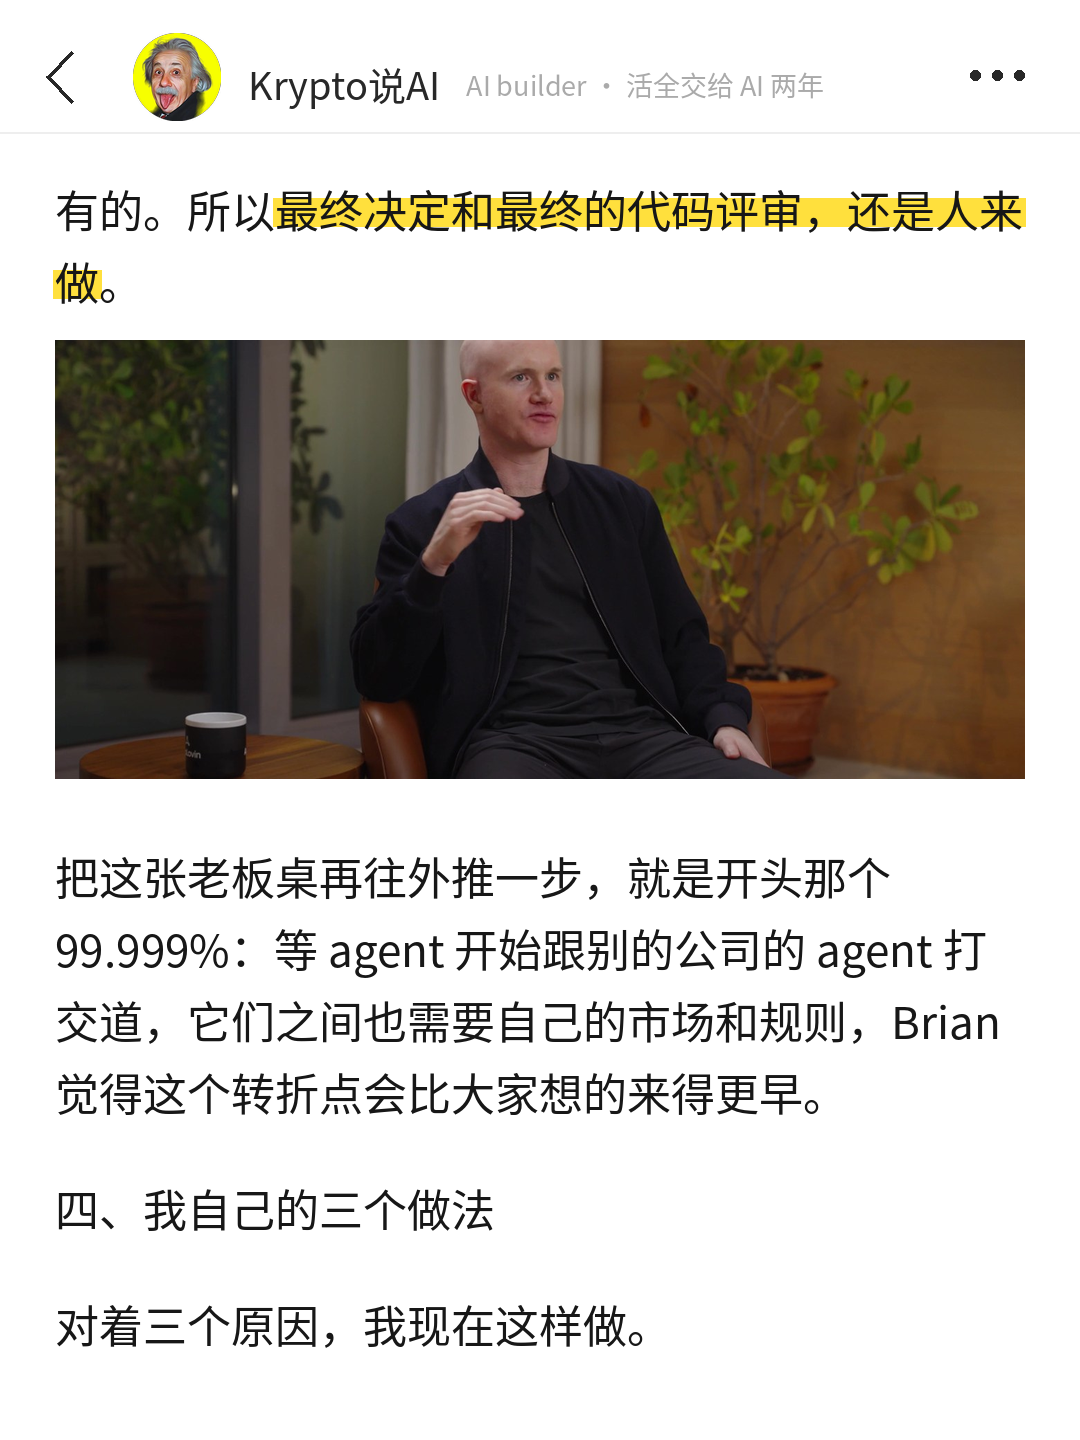 Krypto说AI AI builder · 活全交给 AI 两年
有的。所以最终决定和最终的代码评审，还是人来
做。
把这张老板桌再往外推一步，就是开头那个
99.999%：等 agent 开始跟别的公司的 agent 打
交道，它们之间也需要自己的市场和规则，Brian
觉得这个转折点会比大家想的来得更早。
四、我自己的三个做法
对着三个原因，我现在这样做。